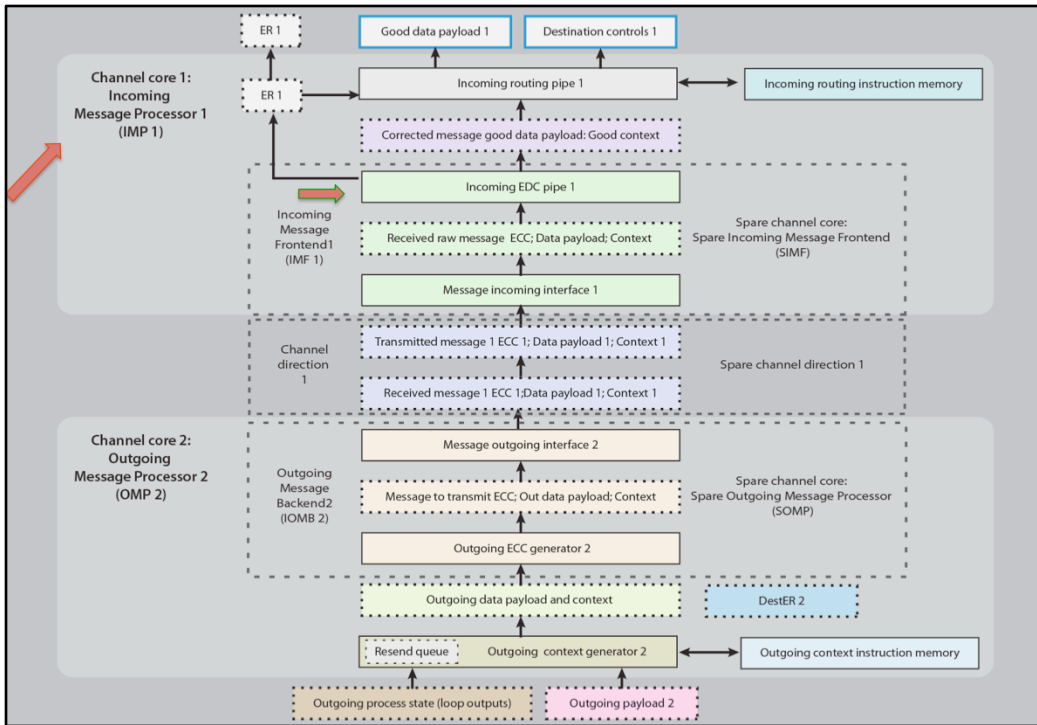 ER 1
Good data payload 1
Destination controls 1
Channel core 1:
Incoming
Message Processor 1
(IMP 1)
ER 1
Incoming routing pipe 1
Incoming routing instruction memory
Corrected message good data payload: Good context
Incoming EDC pipe 1
Incoming
Message
Frontend1
(IMF 1)
Received raw message ECC; Data payload; Context
Spare channel core:
Spare Incoming Message Frontend
(SIMF)
Message incoming interface 1
Channel
direction
1
Transmitted message 1 ECC 1; Data payload 1; Context 1
Spare channel direction 1
Received message 1 ECC 1;Data payload 1; Context 1
Channel core 2:
Outgoing
Message Processor 2
(OMP 2)
Message outgoing interface 2
Outgoing
Message
Backend2
(IOMB 2)
Message to transmit ECC; Out data payload; Context
Spare channel core:
Spare Outgoing Message Processor
(SOMP)
Outgoing ECC generator 2
Outgoing data payload and context
DestER 2
Resend queue
Outgoing context generator 2
Outgoing context instruction memory
Outgoing process state (loop outputs)
Outgoing payload 2